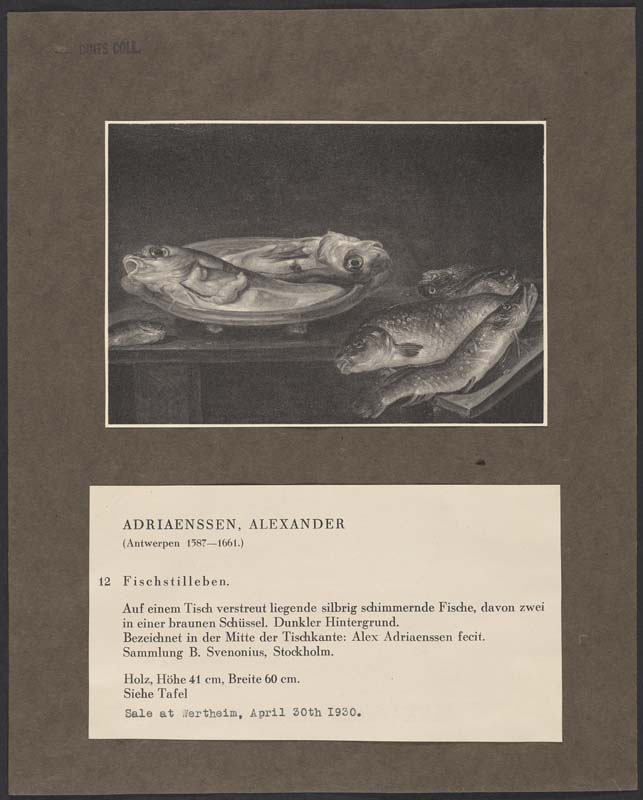 COLL.
ADRIAENSSEN, ALEXANDER
(Antwerpen 1587—1661.)
12 Fischstilleben.
Auf einem Tisch verstreut liegende silbrig schimmernde Fische, davon zwei
in einer braunen Schüssel. Dunkler Hintergrund.
Bezeichnet in der Mitte der Tischkante: Alex Adriaenssen fecit.
Sammlung B. Svenonius, Stockholm.
Holz, Höhe 41 cm, Breite 60 cm.
Siehe Tafel
Sale at Wertheim, April 30th 1930.